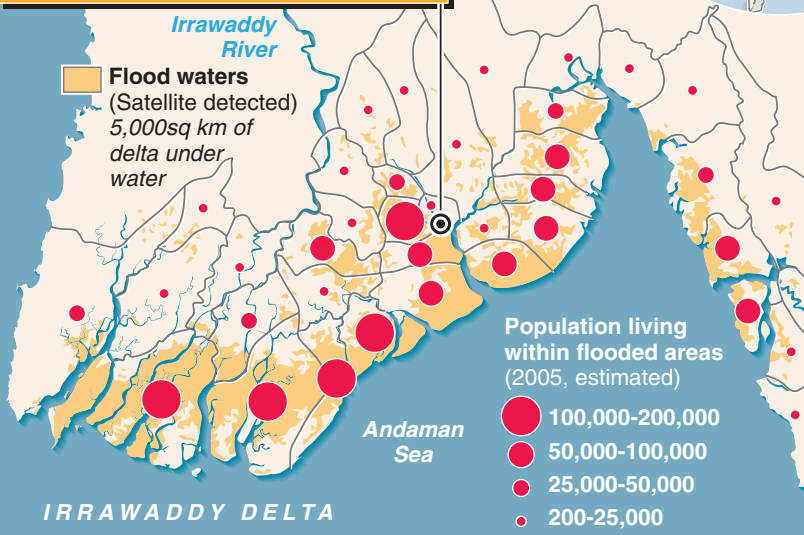 Irrawaddy
River
Flood waters
(Satellite detected)
5,000sq km of
delta under
water
Population living
within flooded areas
(2005, estimated)
100,000-200,000
50,000-100,000
25,000-50,000
200-25,000
Andaman
Sea
IRRAWADDY DELTA